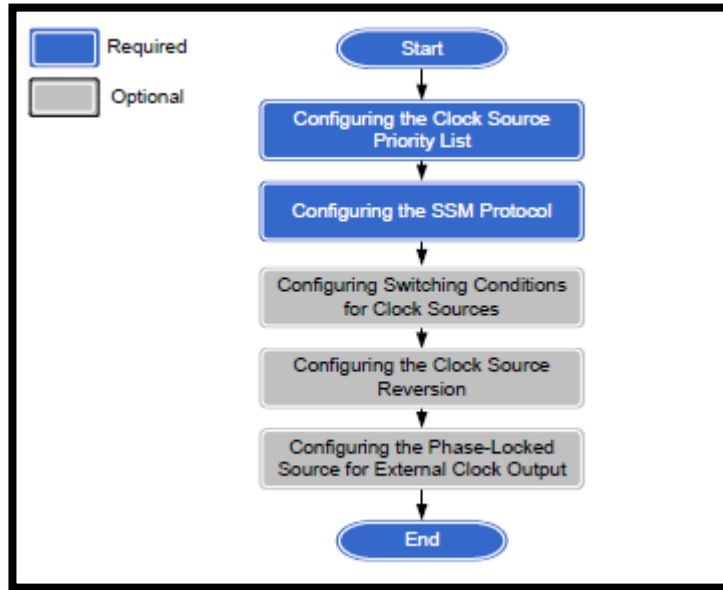 Required
Optional
Start
Configuring the Clock Source
Priority List
Configuring the SSM Protocol
Configuring Switching Conditions
for Clock Sources
Configuring the Clock Source
Reversion
Configuring the Phase-Locked
Source for External Clock Output
End